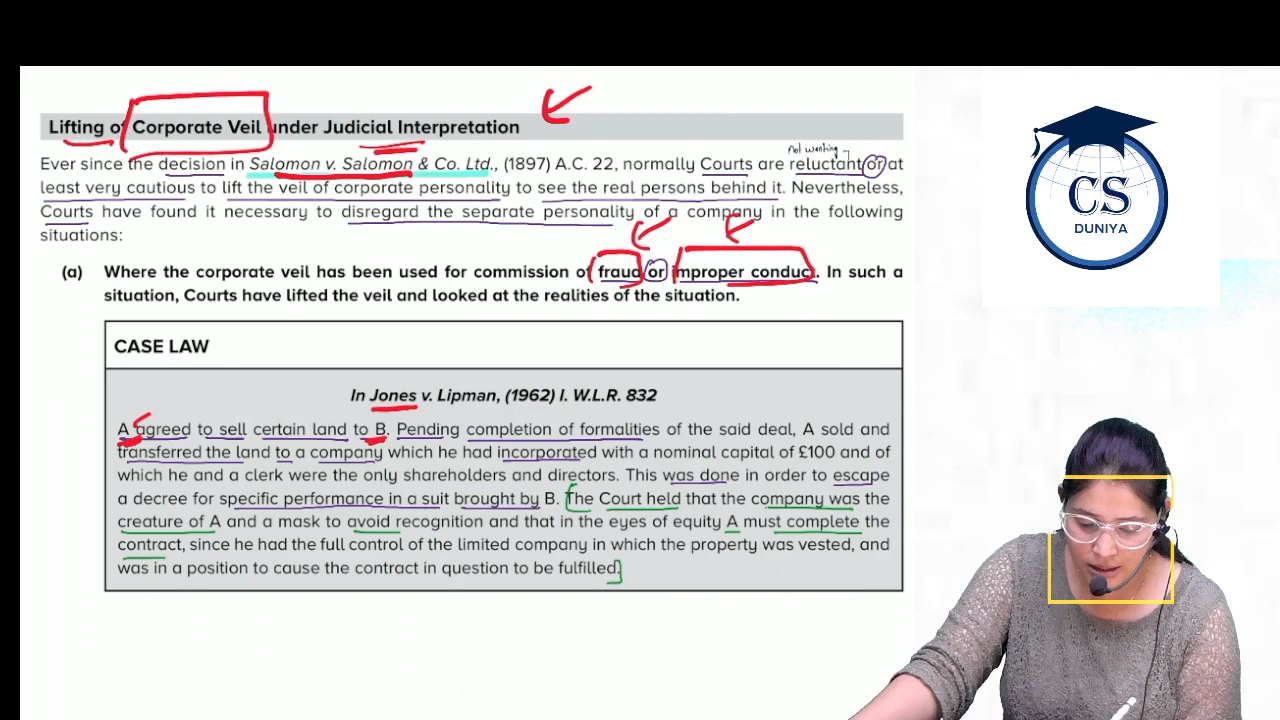 Lifting of Corporate Veil under Judicial Interpretation
not wanting
Ever since the decision in Salomon v. Salomon & Co. Ltd., (1897) A.C. 22, normally Courts are reluctant or at
least very cautious to lift the veil of corporate personality to see the real persons behind it. Nevertheless,
Courts have found it necessary to disregard the separate personality of a company in the following
situations:
(a) Where the corporate veil has been used for commission of fraud or improper conduct. In such a
situation, Courts have lifted the veil and looked at the realities of the situation.
CASE LAW
In Jones v. Lipman, (1962) I. W.L.R. 832
A agreed to sell certain land to B. Pending completion of formalities of the said deal, A sold and
transferred the land to a company which he had incorporated with a nominal capital of £100 and of
which he and a clerk were the only shareholders and directors. This was done in order to escape
a decree for specific performance in a suit brought by B. The Court held that the company was the
creature of A and a mask to avoid recognition and that in the eyes of equity A must complete the
contract, since he had the full control of the limited company in which the property was vested, and
was in a position to cause the contract in question to be fulfilled.
CS
DUNIYA